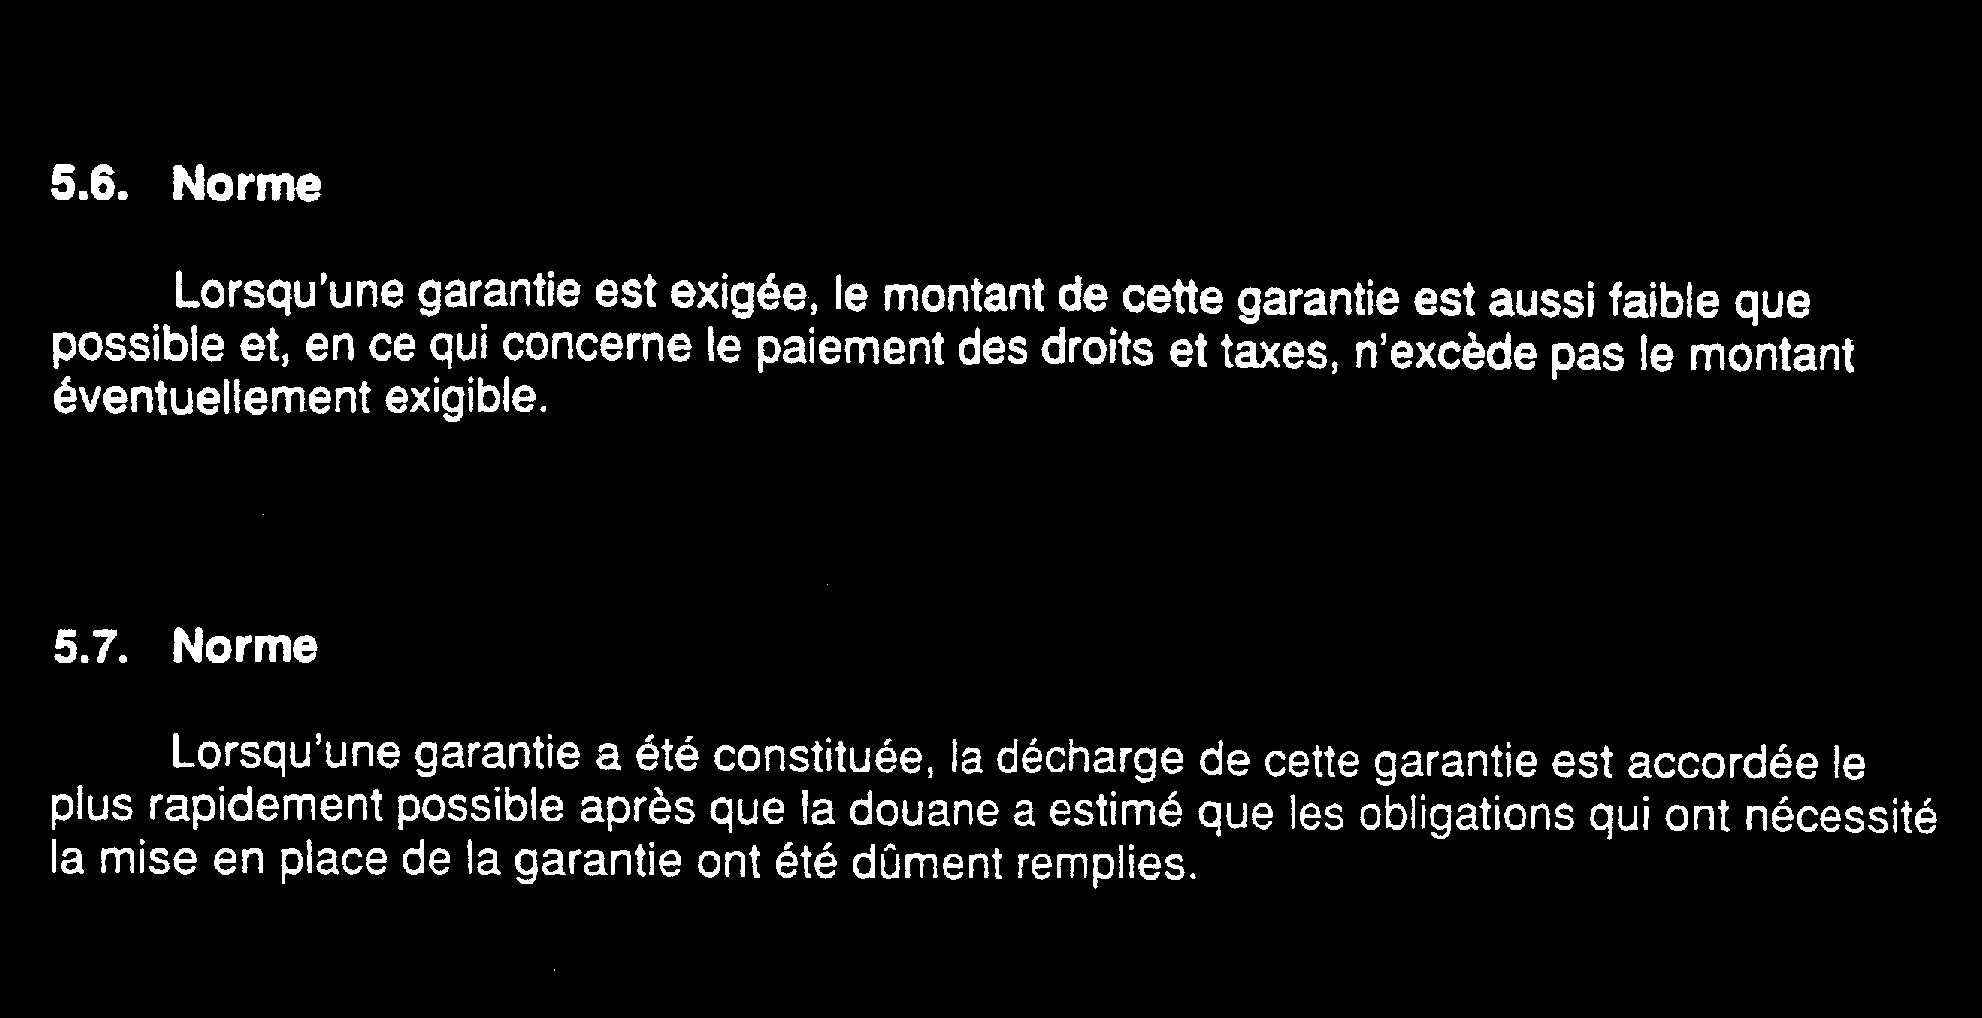 5.6. Norme
Lorsqu'une garantie est exigée, le montant de cette garantie est aussi faible que
possible et, en ce qui concerne le paiement des droits et taxes, n'excède pas le montant
éventuellement exigible.
5.7. Norme
Lorsqu'une garantie a été constituée, la décharge de cette garantie est accordée le
plus rapidement possible après que la douane a estimé que les obligations qui ont nécessité
la mise en place de la garantie ont été dûment remplies.